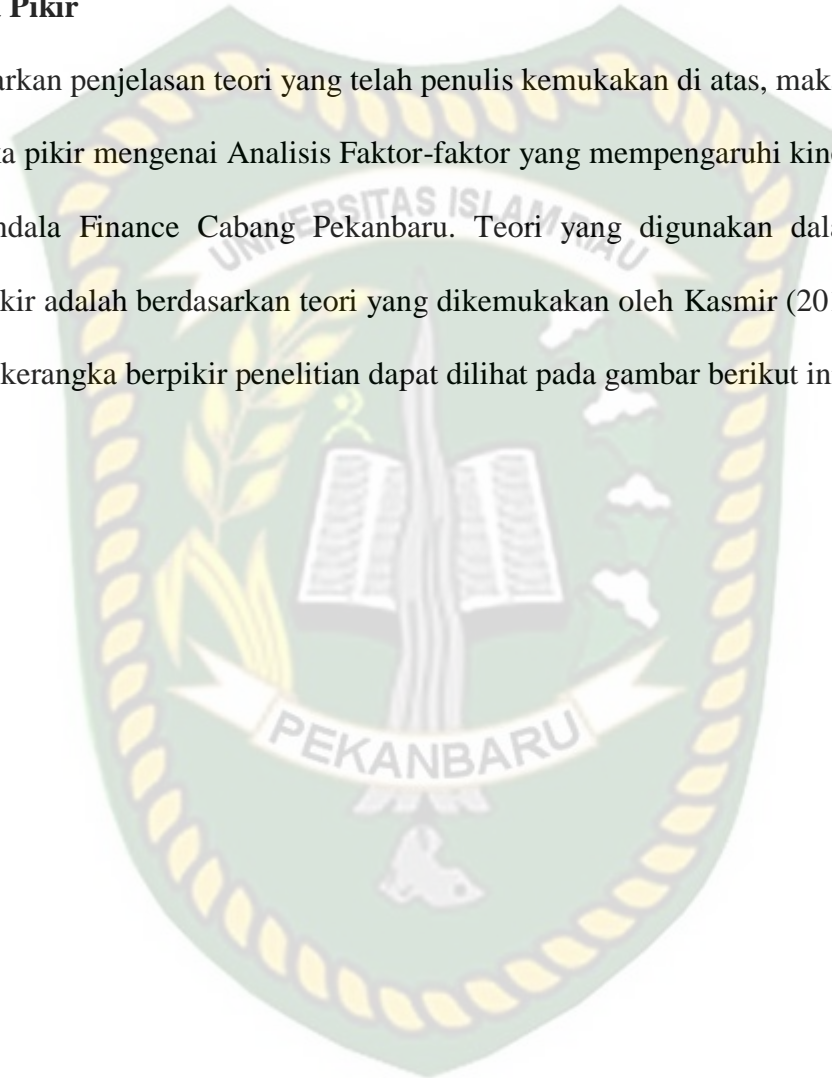 Pikir
arkan penjelasan teori yang telah penulis kemukakan di atas, mak
a pikir mengenai Analisis Faktor-faktor yang mempengaruhi kin
ndala Finance Cabang Pekanbaru. Teori yang digunakan dal
kir adalah berdasarkan teori yang dikemukakan oleh Kasmir (20
kerangka berpikir penelitian dapat dilihat pada gambar berikut in
UNIVERSITAS ISLAM RIAU
PEKANBARU